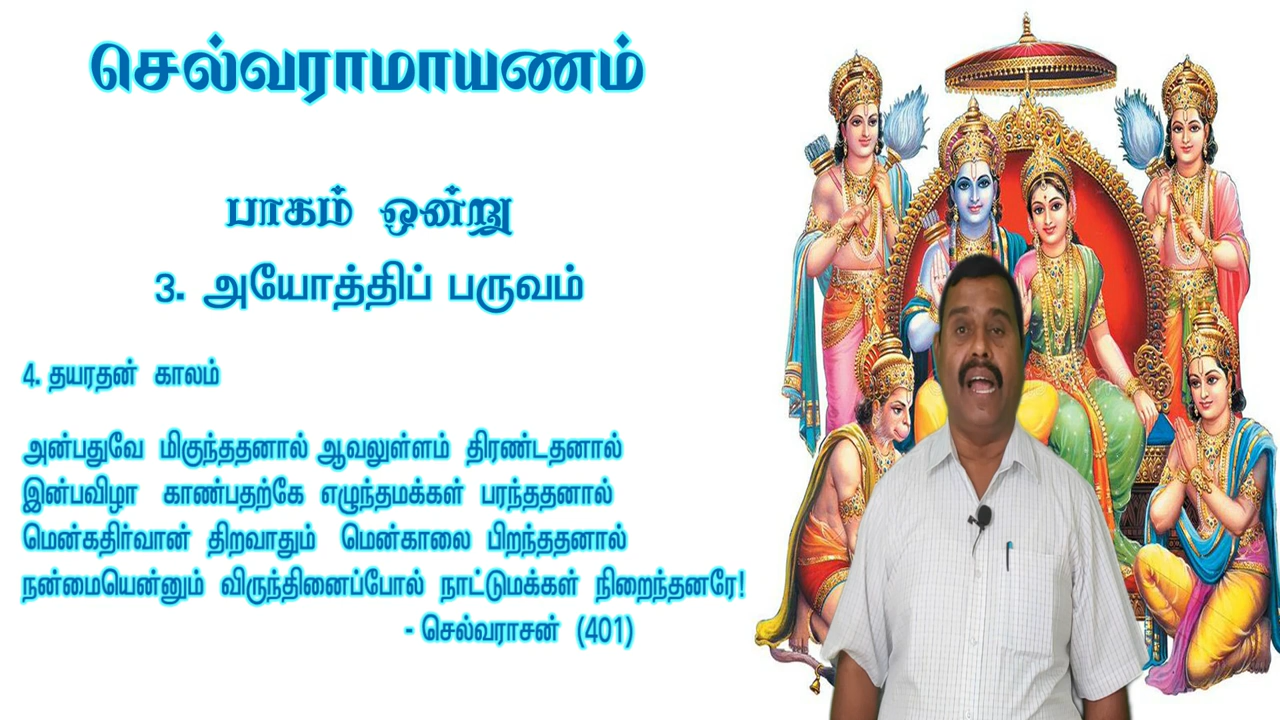 செல்வராமாயணம்
பாகம் ஒன்று
3. அயோத்திப் பருவம்
4. தயரதன் காலம்
அன்பதுவே மிகுந்ததனால் ஆவலுள்ளம் திரண்டதனால்
இன்பவிழா காண்பதற்கே எழுந்தமக்கள் பரந்ததனால்
மென்கதிர்வான் திறவாதும் மென்காலை பிறந்ததனால்
நன்மையென்னும் விருந்தினைப்போல் நாட்டுமக்கள் நிறைந்தனரே!
- செல்வராசன் (401)